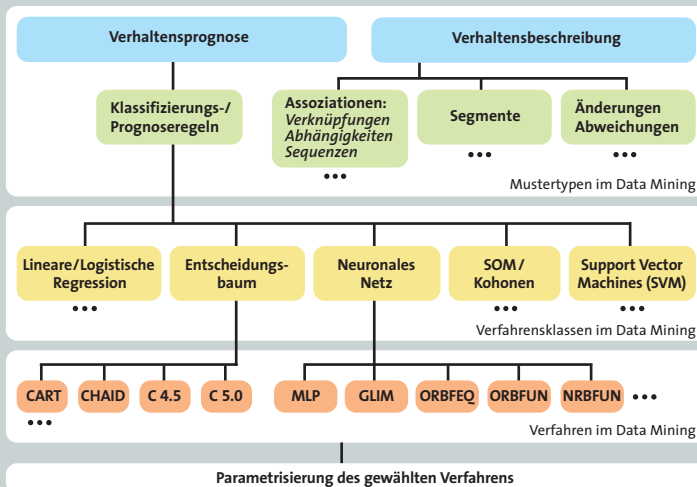 Verhaltensprognose
Verhaltensbeschreibung
Klassifizierungs-/
Prognoseregeln
Assoziationen:
Verknüpfungen
Abhängigkeiten
Sequenzen
•••
Segmente
•••
Änderungen
Abweichungen
•••
Mustertypen im Data Mining
Lineare/Logistische
Regression
•••
Entscheidungs-
baum
Neuronales
Netz
SOM/
Kohonen
•••
Support Vector
Machines (SVM)
•••
Verfahrensklassen im Data Mining
CART
•••
CHAID
C 4.5
C 5.0
MLP
GLIM
ORBFEQ
ORBFUN
NRBFUN •••
Verfahren im Data Mining
Parametrisierung des gewählten Verfahrens